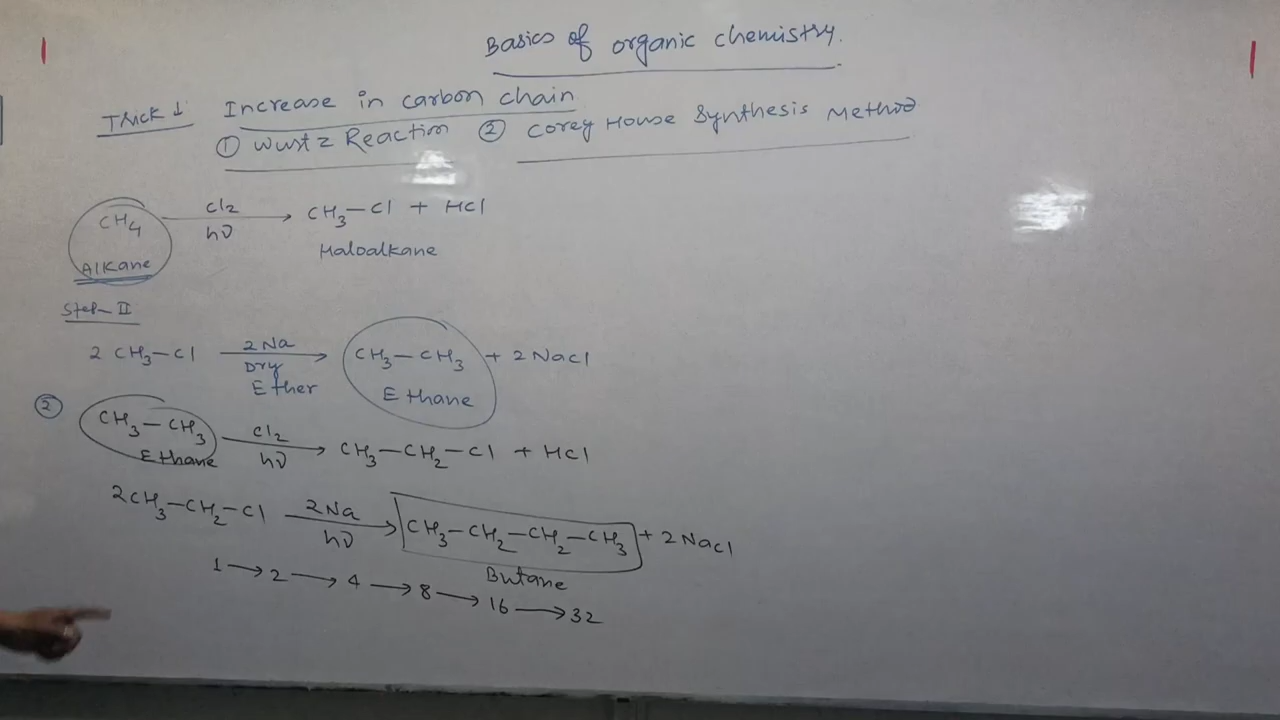 Basics of organic chemistry.
Trick ↓ Increase in carbon chain
① Wurtz Reaction ② Corey House Synthesis Method
CH₄ —Cl₂/hν→ CH₃–Cl + HCl
Alkane Haloalkane
Step-II
2 CH₃–Cl —2Na/Dry Ether→ CH₃–CH₃ + 2NaCl
Ethane
② CH₃–CH₃ —Cl₂/hν→ CH₃–CH₂–Cl + HCl
Ethane
2CH₃–CH₂–Cl —2Na/hν→ CH₃–CH₂–CH₂–CH₃ + 2NaCl
Butane
1 → 2 → 4 → 8 → 16 → 32